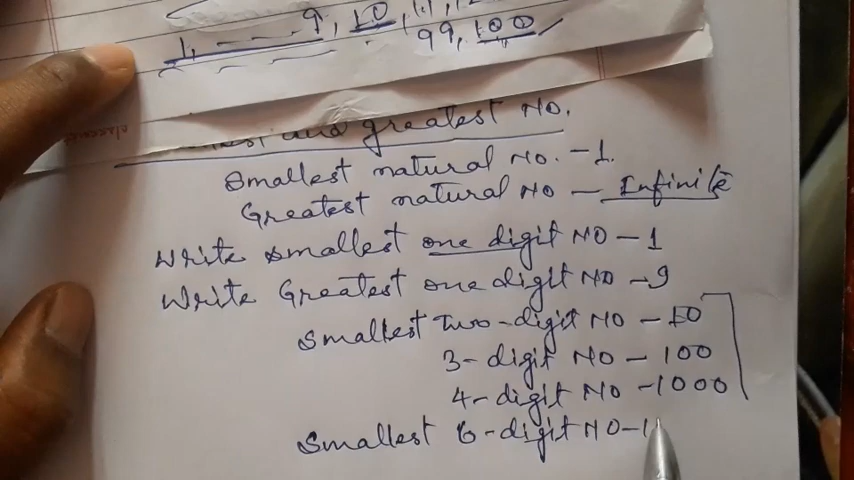 1, 9, 10, 11, 1
99, 100
and greatest NO.
Smallest natural NO. - 1.
Greatest natural NO - Infinite
Write smallest one digit NO - 1
Write Greatest one digit NO - 9
Smallest Two-digit NO - 10
3-digit NO - 100
4-digit NO - 1000
Smallest 6-digit NO - 1